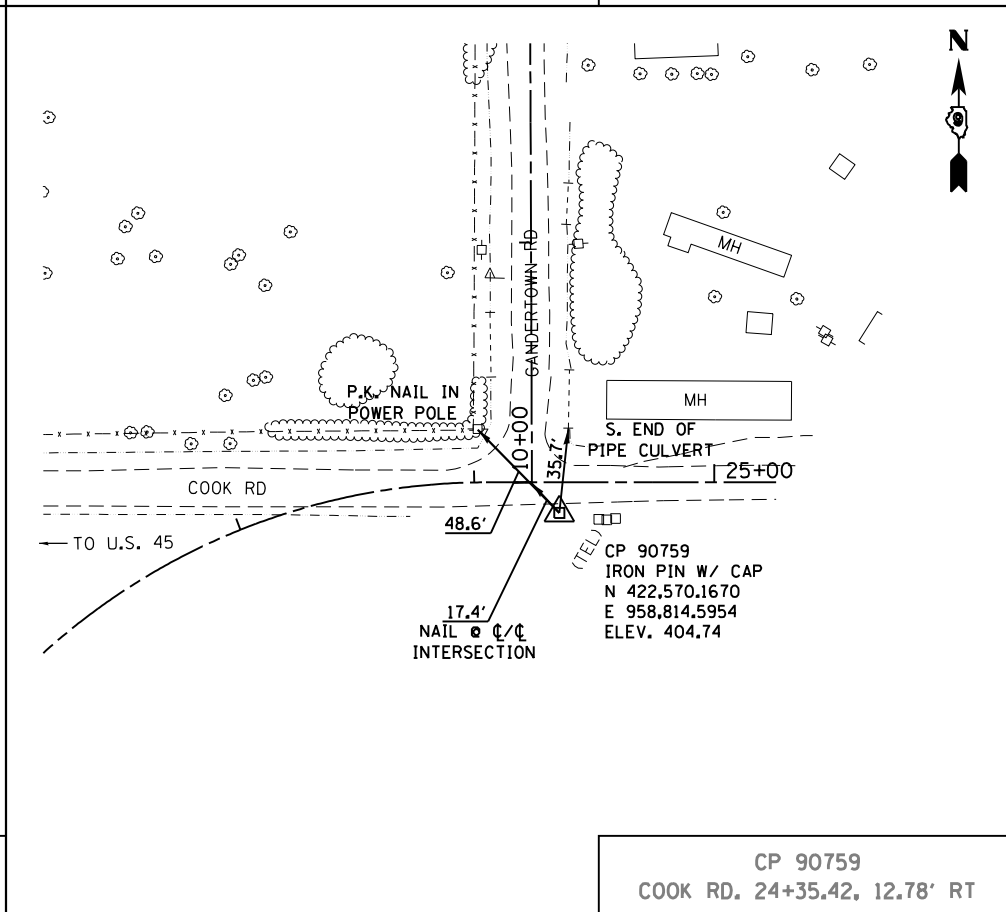 N
MH
GANDERTOWN RD
P.K. NAIL IN
POWER POLE
MH
S. END OF
PIPE CULVERT
10+00
35.7'
25+00
COOK RD
48.6'
TO U.S. 45
(TEL)
CP 90759
IRON PIN W/ CAP
N 422,570.1670
E 958,814.5954
ELEV. 404.74
17.4'
NAIL @ ℄/℄
INTERSECTION
CP 90759
COOK RD. 24+35.42, 12.78' RT